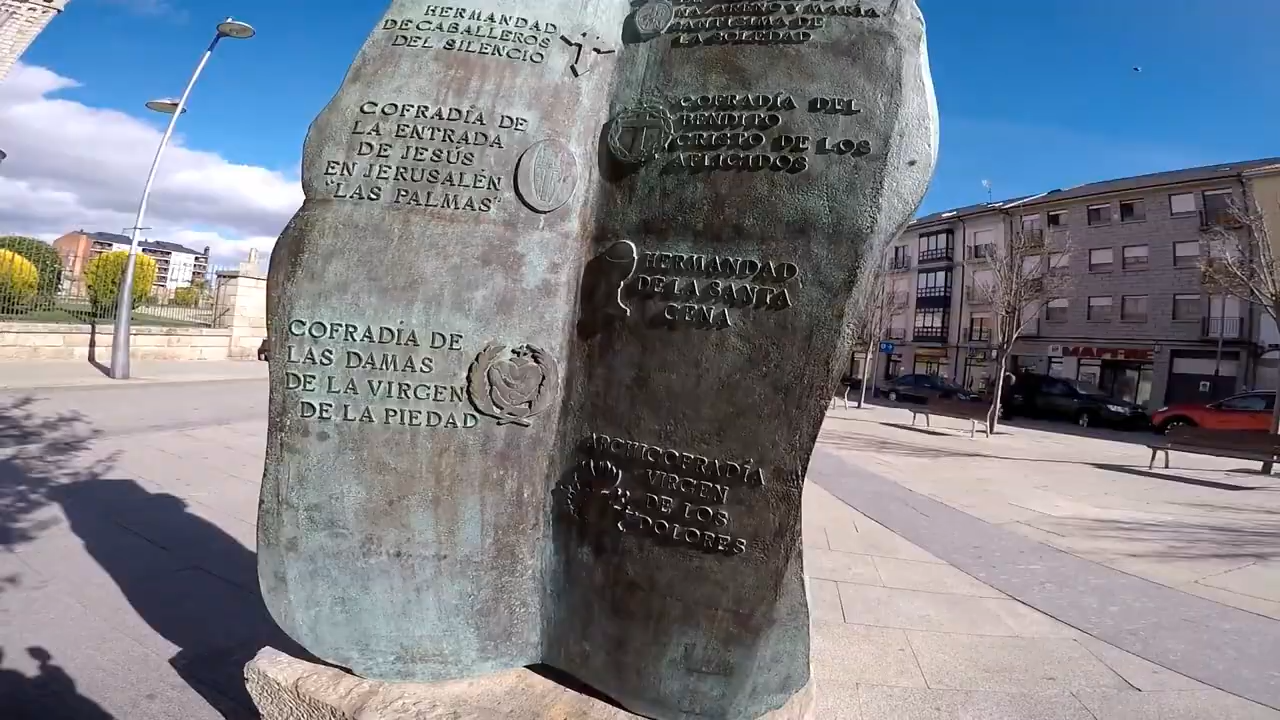 HERMANDAD
DE CABALLEROS
DEL SILENCIO
COFRADÍA DE
LA ENTRADA
DE JESÚS
EN JERUSALÉN
"LAS PALMAS"
COFRADÍA DE
LAS DAMAS
DE LA VIRGEN
DE LA PIEDAD
NAZARENO Y MARÍA
SANTÍSIMA DE
LA SOLEDAD
COFRADÍA DEL
BENDITO
CRISTO DE LOS
AFLIGIDOS
HERMANDAD
DE LA SANTA
CENA
ARCHICOFRADÍA
VIRGEN
DE LOS
DOLORES